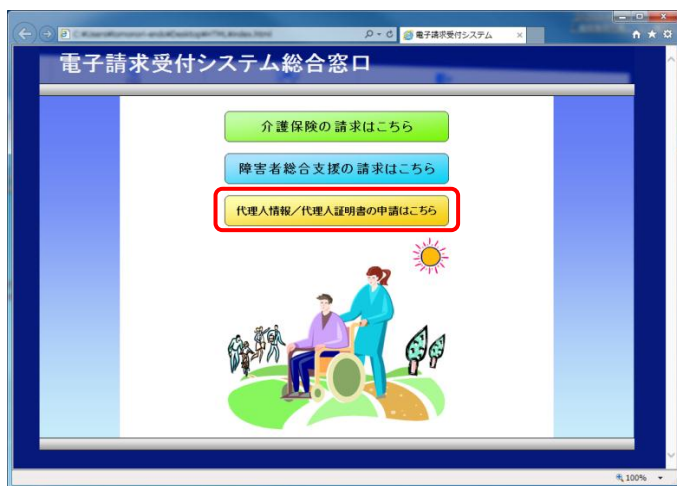 電子請求受付システム
電子請求受付システム総合窓口
介護保険の請求はこちら
障害者総合支援の請求はこちら
代理人情報／代理人証明書の申請はこちら
100%